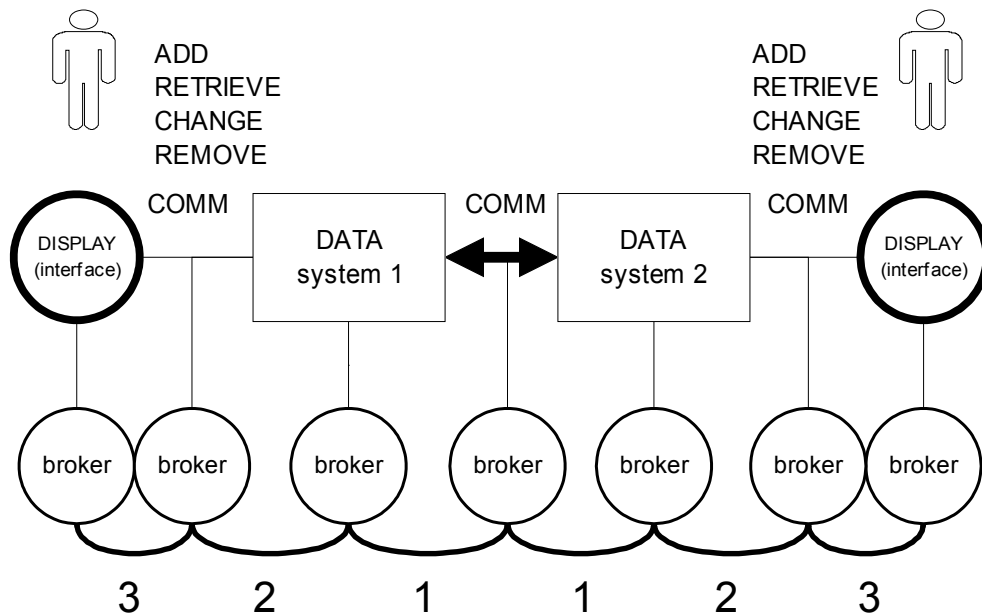 ADD
RETRIEVE
CHANGE
REMOVE
ADD
RETRIEVE
CHANGE
REMOVE
COMM
COMM
COMM
DISPLAY
(interface)
DATA
system 1
DATA
system 2
DISPLAY
(interface)
broker
broker
broker
broker
broker
broker
broker
3
2
1
1
2
3